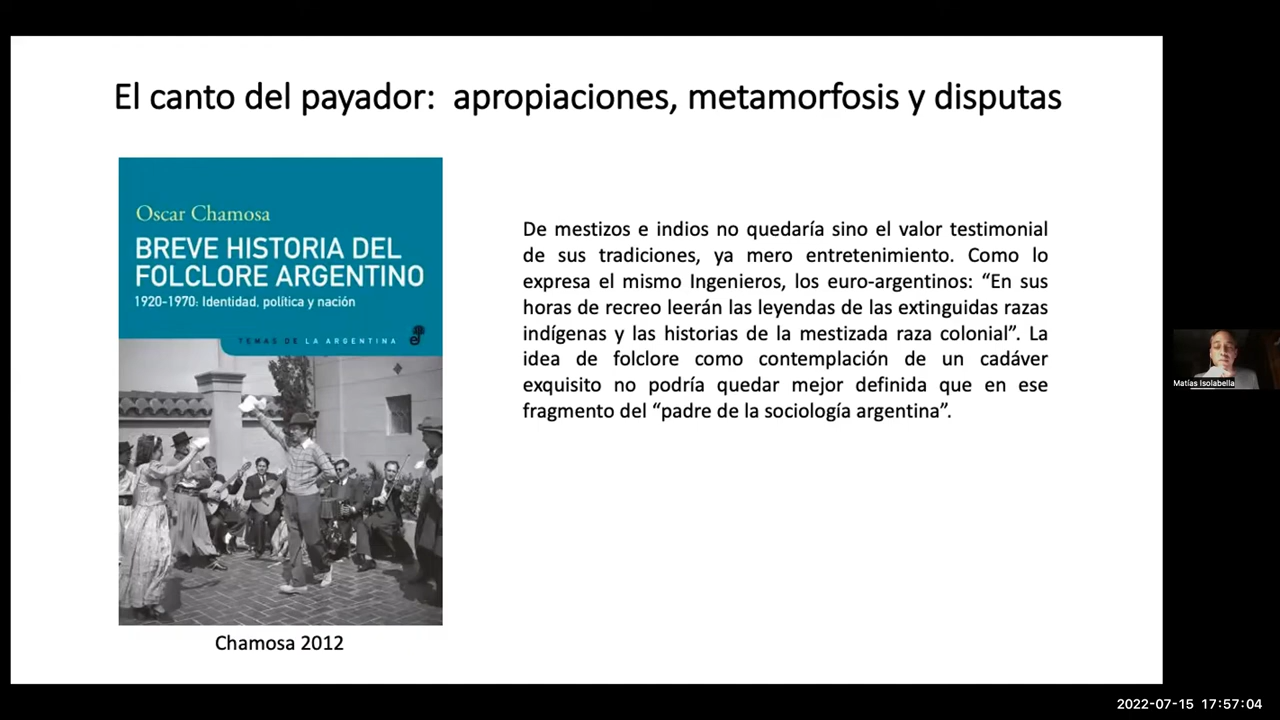 El canto del payador: apropiaciones, metamorfosis y disputas
Oscar Chamosa
BREVE HISTORIA DEL
FOLCLORE ARGENTINO
1920-1970: Identidad, política y nación
TEMAS DE LA ARGENTINA
Chamosa 2012
De mestizos e indios no quedaría sino el valor testimonial
de sus tradiciones, ya mero entretenimiento. Como lo
expresa el mismo Ingenieros, los euro-argentinos: “En sus
horas de recreo leerán las leyendas de las extinguidas razas
indígenas y las historias de la mestizada raza colonial”. La
idea de folclore como contemplación de un cadáver
exquisito no podría quedar mejor definida que en ese
fragmento del “padre de la sociología argentina”.
Matías Isolabella
2022-07-15 17:57:04